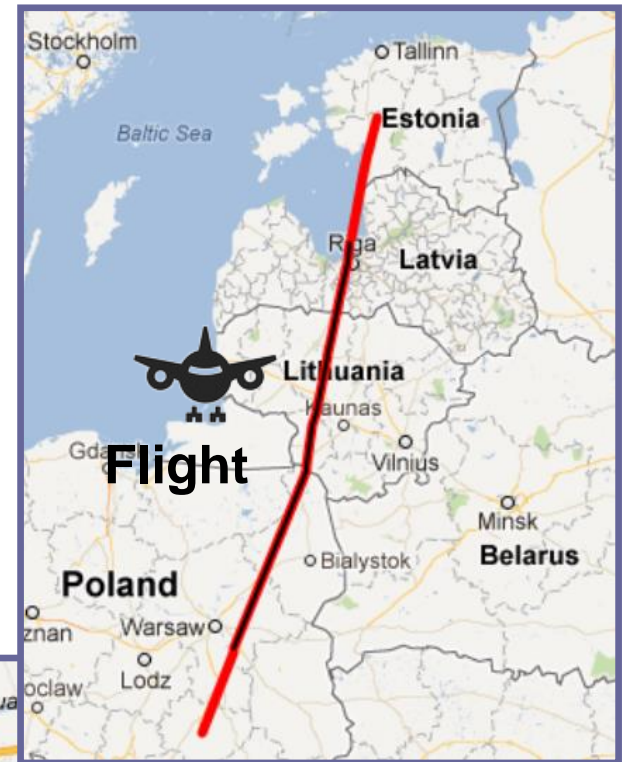 Stockholm
Tallinn
Estonia
Baltic Sea
Riga
Latvia
Lithuania
Kaunas
Vilnius
Flight
Minsk
Belarus
Bialystok
Poland
znan
Warsaw
Lodz
oclaw
ua